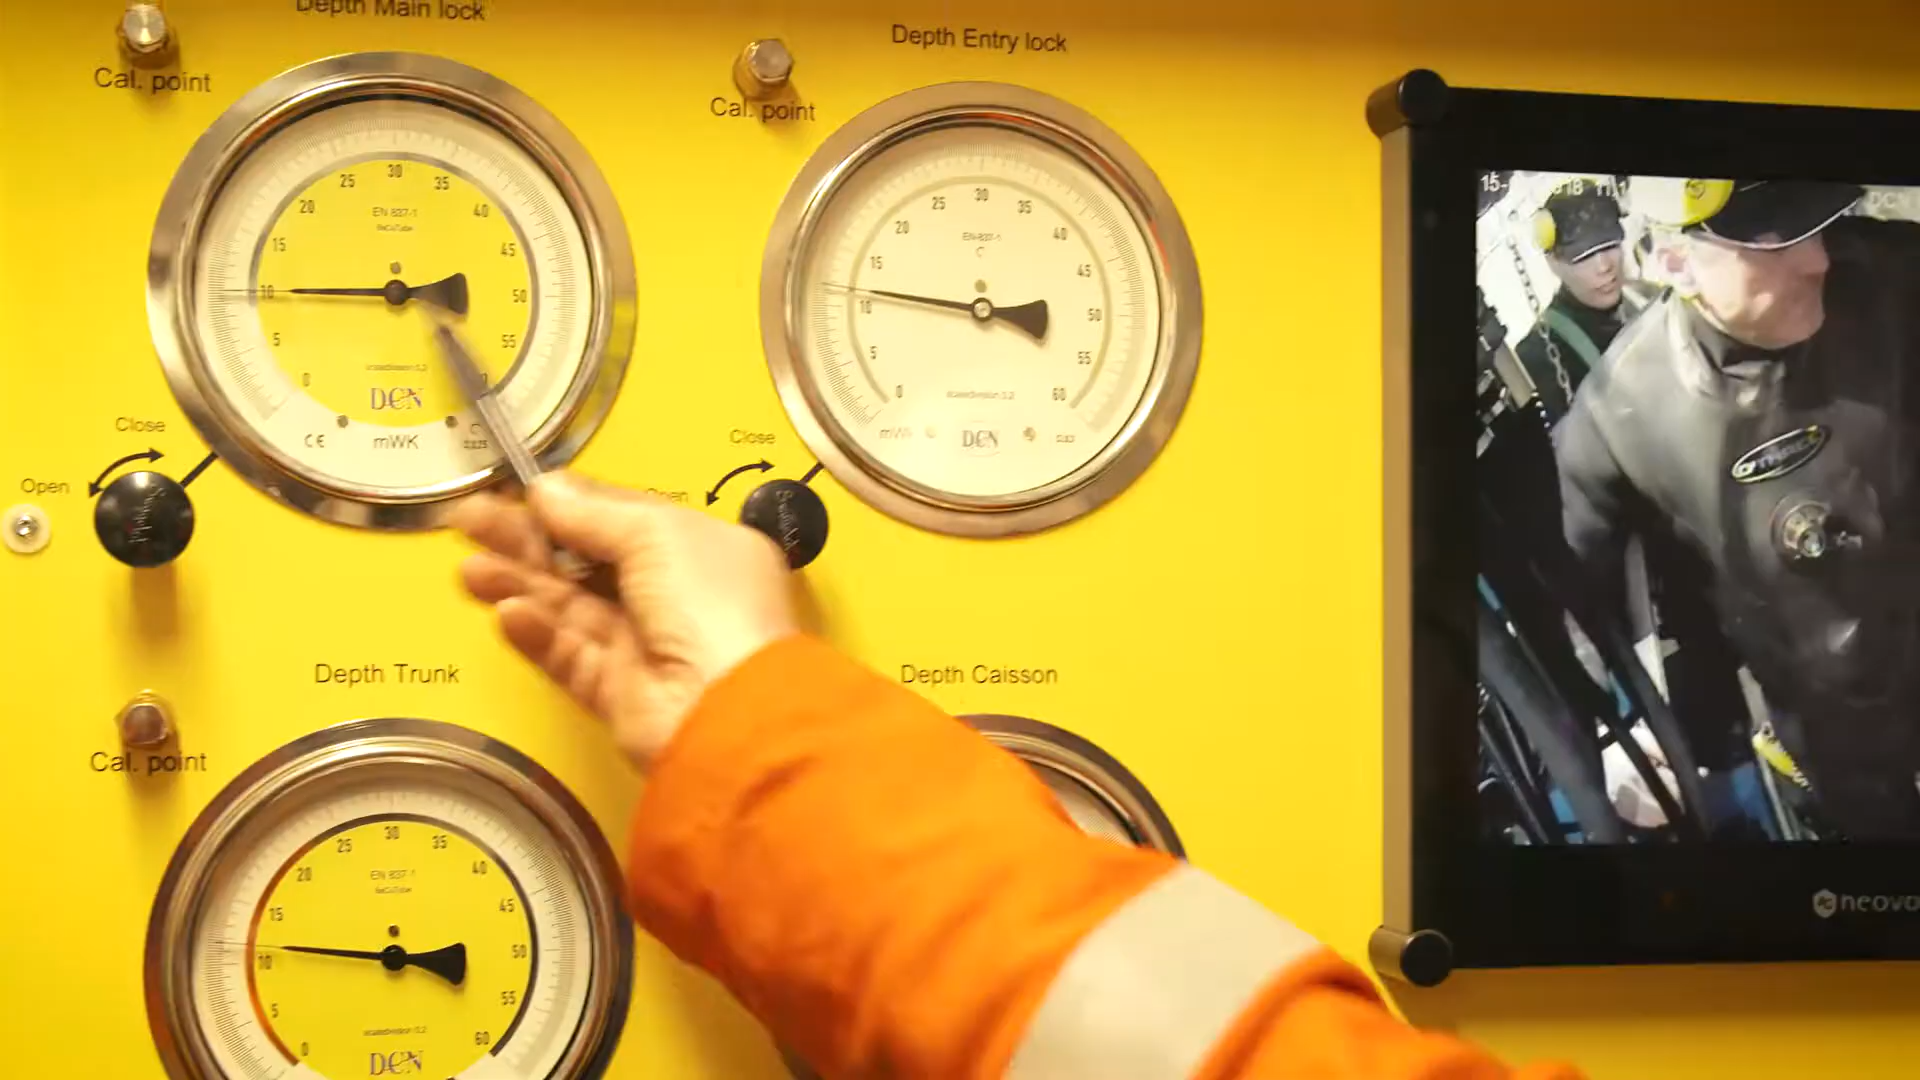 Depth Main lock
Cal. point
30
25
35
20
40
EN 837-1
15
45
10
50
5
55
0
DCN
CE
mWK
Close
Open
Depth Entry lock
Cal. point
30
25
35
20
40
EN-837-1
C
15
45
10
50
5
55
0
60
DCN
Close
Open
Depth Trunk
Cal. point
30
25
35
20
40
EN 837-1
15
45
10
50
5
55
0
60
DCN
Depth Caisson
DCN
O'THREE